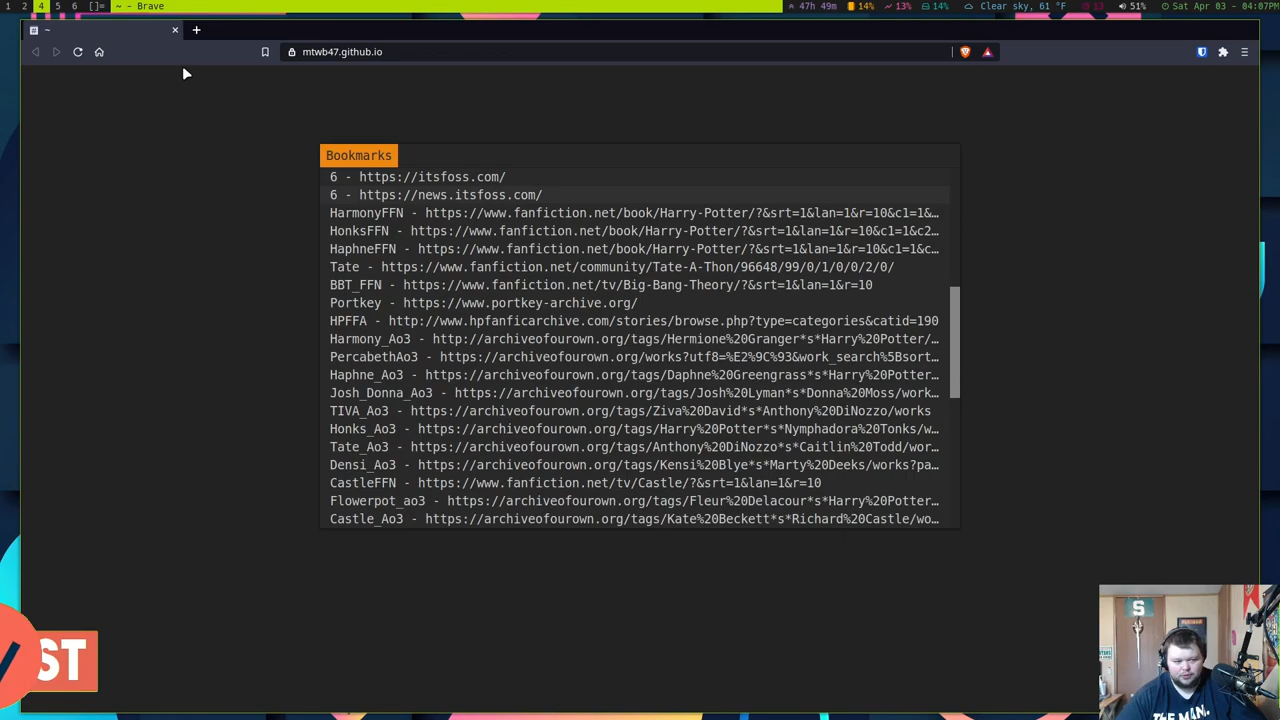 1 2 4 5 6 []= ~ - Brave 47h 49m 14% 13% 14% Clear sky, 61 °F 13 51% Sat Apr 03 - 04:07PM
~
mtwb47.github.io
Bookmarks
6 - https://itsfoss.com/
6 - https://news.itsfoss.com/
HarmonyFFN - https://www.fanfiction.net/book/Harry-Potter/?&srt=1&lan=1&r=10&c1=1&…
HonksFFN - https://www.fanfiction.net/book/Harry-Potter/?&srt=1&lan=1&r=10&c1=1&c2…
HaphneFFN - https://www.fanfiction.net/book/Harry-Potter/?&srt=1&lan=1&r=10&c1=1&c…
Tate - https://www.fanfiction.net/community/Tate-A-Thon/96648/99/0/1/0/0/2/0/
BBT_FFN - https://www.fanfiction.net/tv/Big-Bang-Theory/?&srt=1&lan=1&r=10
Portkey - https://www.portkey-archive.org/
HPFFA - http://www.hpfanficarchive.com/stories/browse.php?type=categories&catid=190
Harmony_Ao3 - http://archiveofourown.org/tags/Hermione%20Granger*s*Harry%20Potter/…
PercabethAo3 - https://archiveofourown.org/works?utf8=%E2%9C%93&work_search%5Bsort…
Haphne_Ao3 - https://archiveofourown.org/tags/Daphne%20Greengrass*s*Harry%20Potter…
Josh_Donna_Ao3 - https://archiveofourown.org/tags/Josh%20Lyman*s*Donna%20Moss/work…
TIVA_Ao3 - https://archiveofourown.org/tags/Ziva%20David*s*Anthony%20DiNozzo/works
Honks_Ao3 - https://archiveofourown.org/tags/Harry%20Potter*s*Nymphadora%20Tonks/w…
Tate_Ao3 - https://archiveofourown.org/tags/Anthony%20DiNozzo*s*Caitlin%20Todd/wor…
Densi_Ao3 - https://archiveofourown.org/tags/Kensi%20Blye*s*Marty%20Deeks/works?pa…
CastleFFN - https://www.fanfiction.net/tv/Castle/?&srt=1&lan=1&r=10
Flowerpot_ao3 - https://archiveofourown.org/tags/Fleur%20Delacour*s*Harry%20Potter…
Castle_Ao3 - https://archiveofourown.org/tags/Kate%20Beckett*s*Richard%20Castle/wo…
ST
S
THE MAN